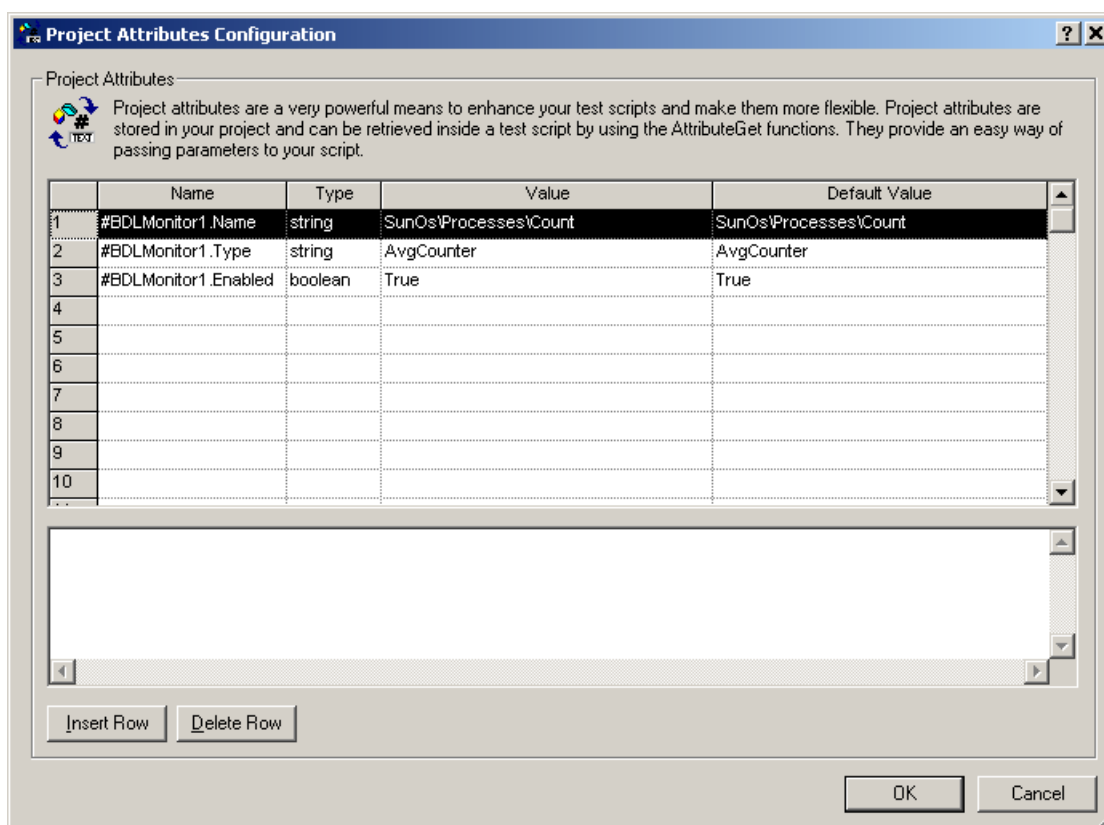 Project Attributes Configuration
Project Attributes
Project attributes are a very powerful means to enhance your test scripts and make them more flexible. Project attributes are
stored in your project and can be retrieved inside a test script by using the AttributeGet functions. They provide an easy way of
passing parameters to your script.
#
TEXT
Name Type Value Default Value
1 #BDLMonitor1.Name string SunOs\Processes\Count SunOs\Processes\Count
2 #BDLMonitor1.Type string AvgCounter AvgCounter
3 #BDLMonitor1.Enabled boolean True True
4
5
6
7
8
9
10
Insert Row Delete Row
OK Cancel